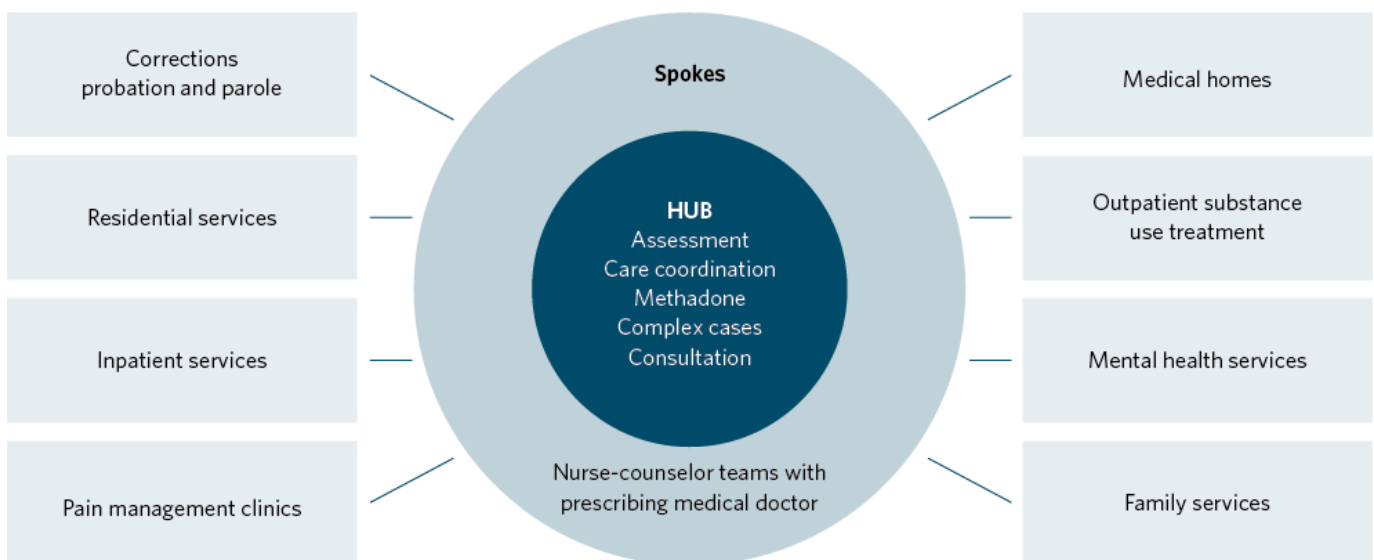 Corrections
probation and parole
Residential services
Inpatient services
Pain management clinics
Spokes
HUB
Assessment
Care coordination
Methadone
Complex cases
Consultation
Nurse-counselor teams with
prescribing medical doctor
Medical homes
Outpatient substance
use treatment
Mental health services
Family services